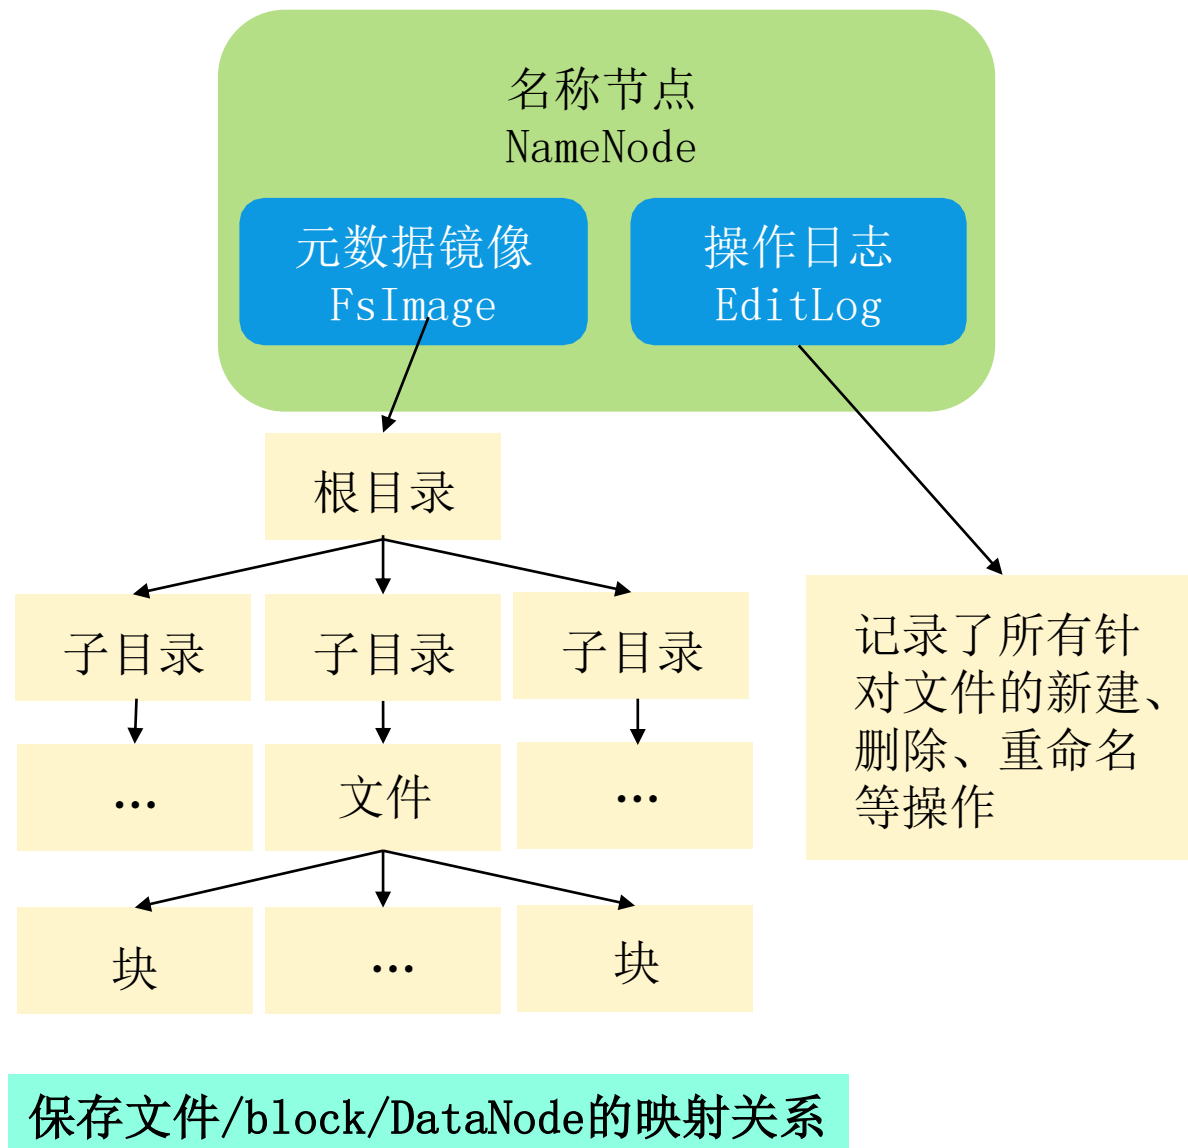 名称节点
NameNode
元数据镜像
FsImage
操作日志
EditLog
根目录
子目录
子目录
子目录
...
文件
...
块
...
块
记录了所有针
对文件的新建、
删除、重命名
等操作
保存文件/block/DataNode的映射关系